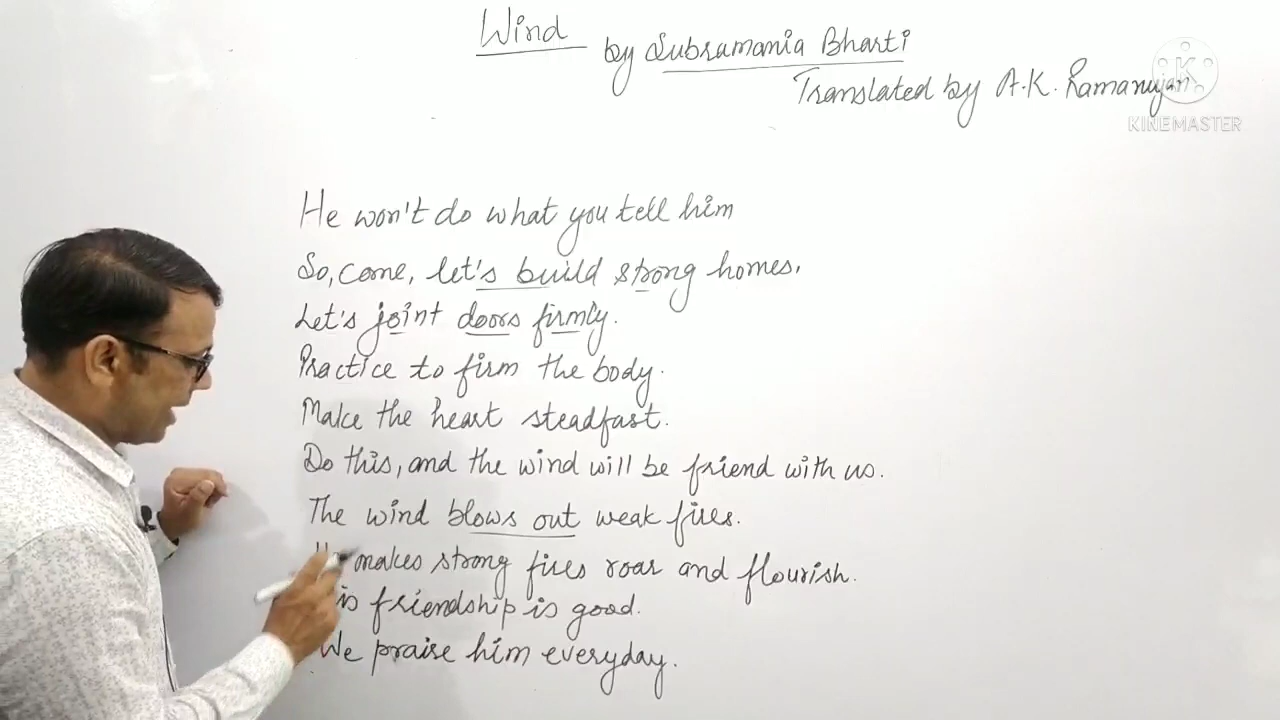 Wind
by Subramania Bharti
Translated by A.K. Ramanujan
K
KINEMASTER
He won't do what you tell him
So, come, let's build strong homes,
Let's joint doors firmly.
Practice to firm the body.
Make the heart steadfast.
Do this, and the wind will be friend with us.
The wind blows out weak fires.
makes strong fires roar and flourish.
is friendship is good.
We praise him everyday.